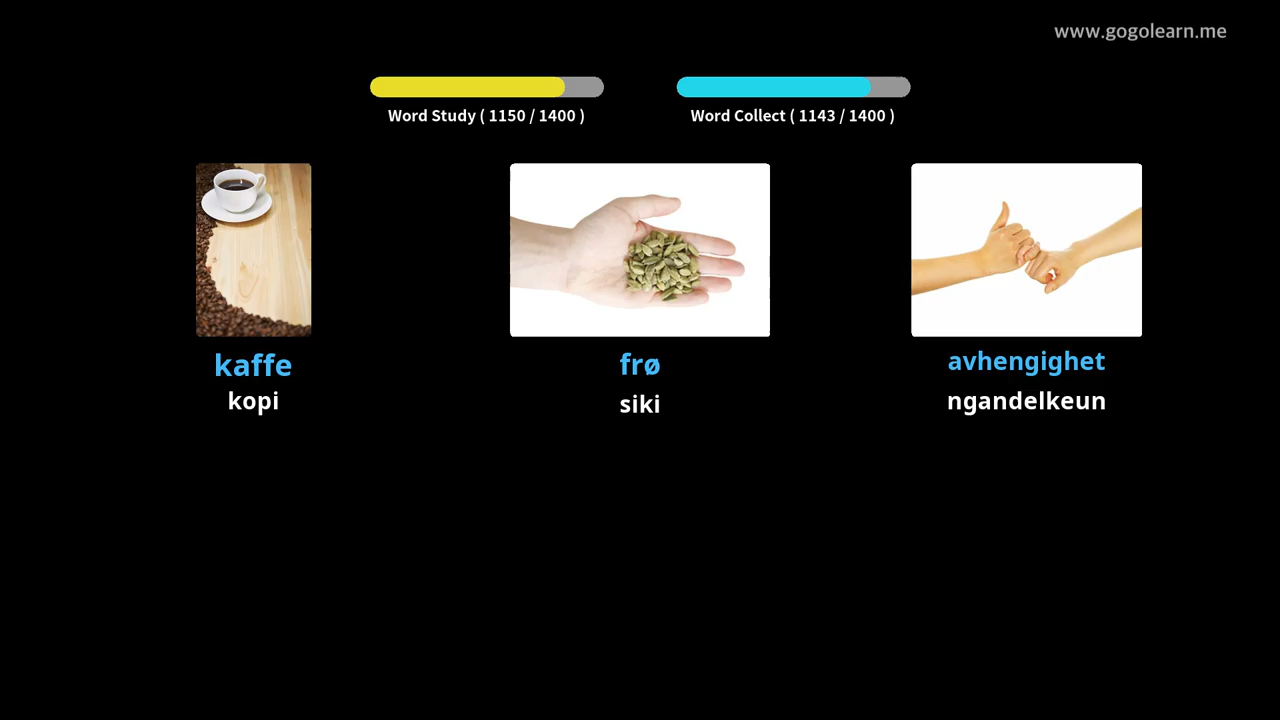 www.gogolearn.me
Word Study ( 1150 / 1400 )
Word Collect ( 1143 / 1400 )
kaffe
kopi
frø
siki
avhengighet
ngandelkeun